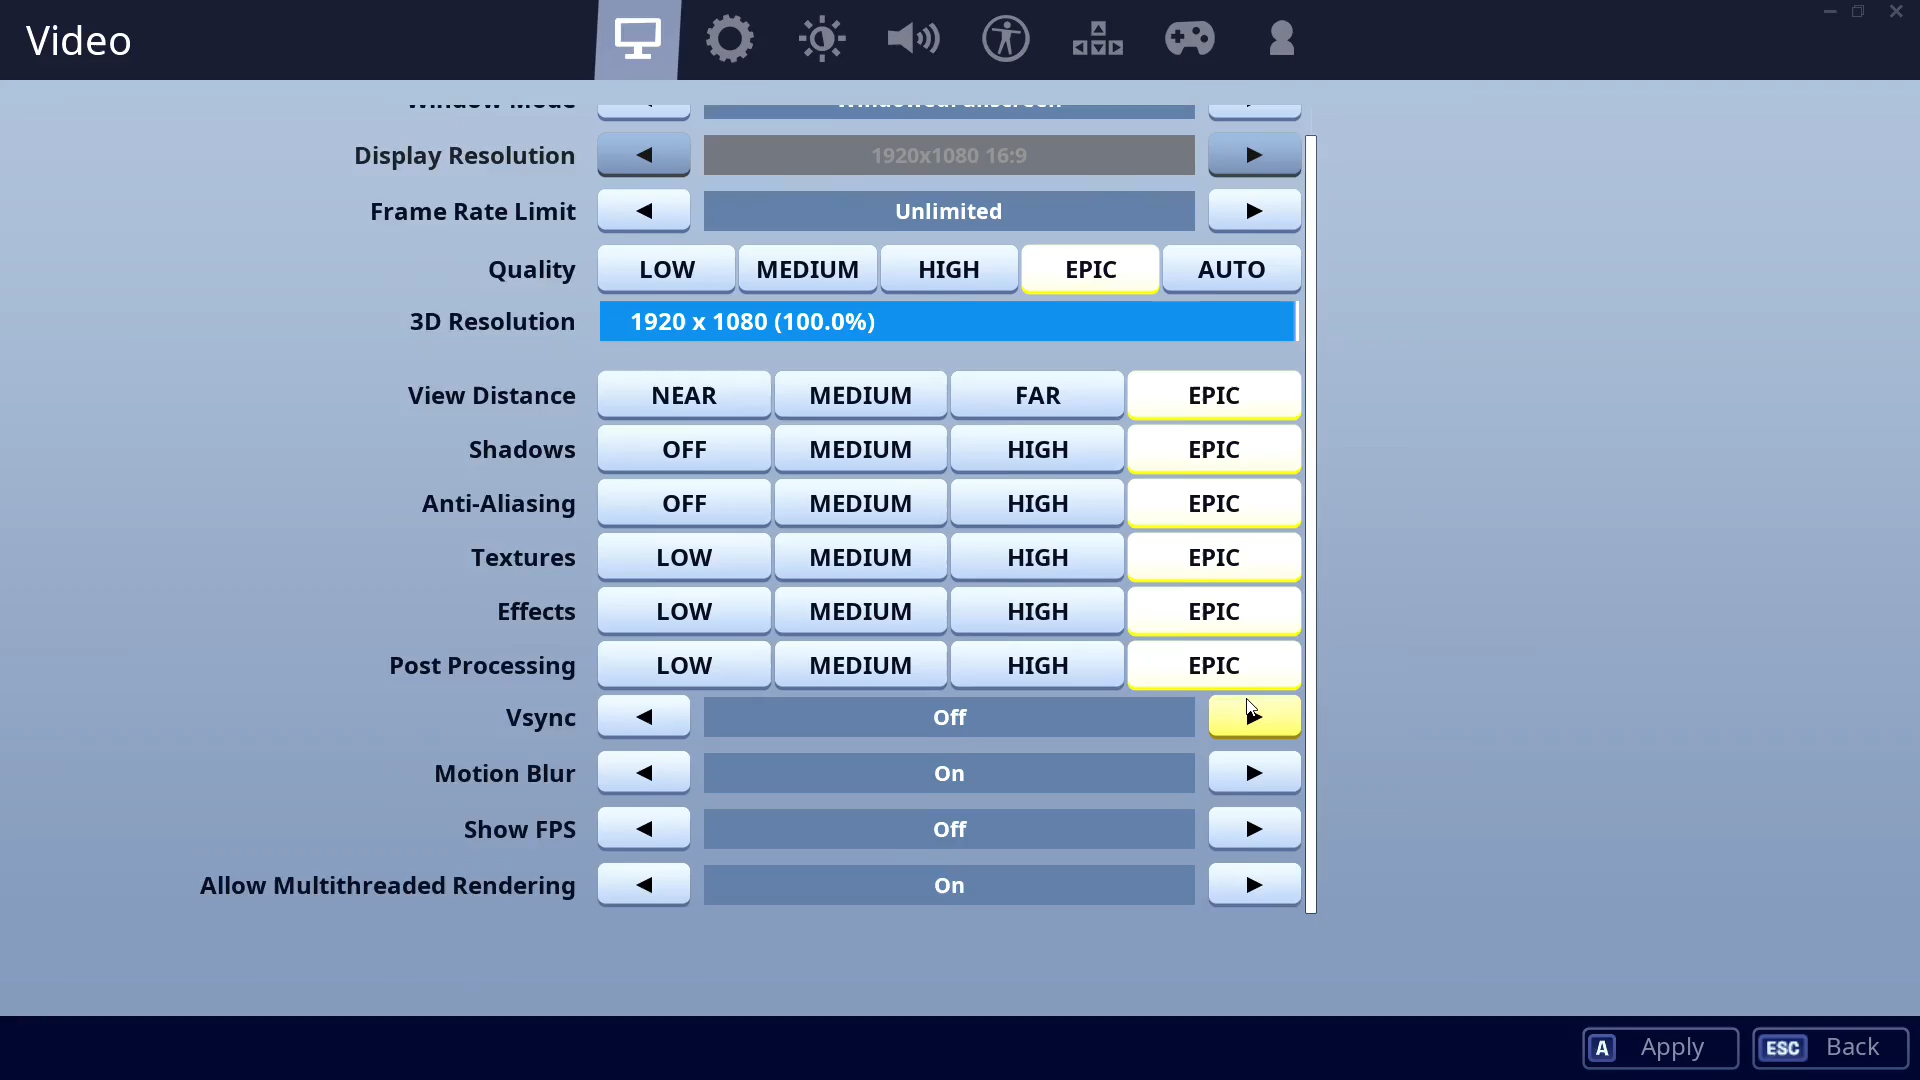 Video
Window Mode
Display Resolution 1920x1080 16:9
Frame Rate Limit Unlimited
Quality LOW MEDIUM HIGH EPIC AUTO
3D Resolution 1920 x 1080 (100.0%)
View Distance NEAR MEDIUM FAR EPIC
Shadows OFF MEDIUM HIGH EPIC
Anti-Aliasing OFF MEDIUM HIGH EPIC
Textures LOW MEDIUM HIGH EPIC
Effects LOW MEDIUM HIGH EPIC
Post Processing LOW MEDIUM HIGH EPIC
Vsync Off
Motion Blur On
Show FPS Off
Allow Multithreaded Rendering On
A Apply ESC Back